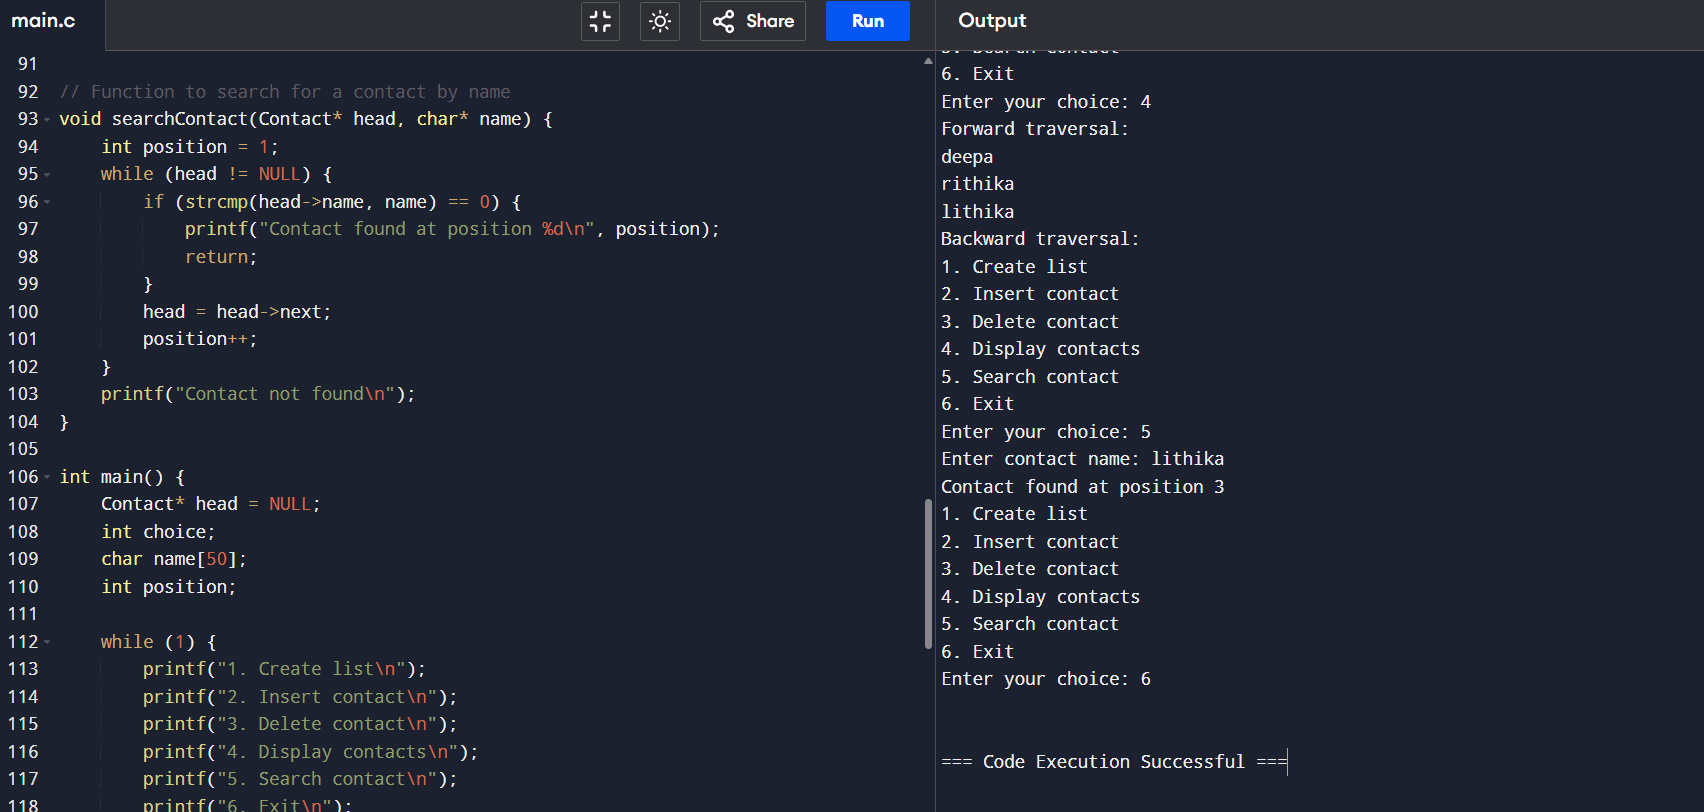 main.c
Share
Run
Output
91
92 // Function to search for a contact by name
93 void searchContact(Contact* head, char* name) {
94     int position = 1;
95     while (head != NULL) {
96         if (strcmp(head->name, name) == 0) {
97             printf("Contact found at position %d\n", position);
98             return;
99         }
100         head = head->next;
101         position++;
102     }
103     printf("Contact not found\n");
104 }
105
106 int main() {
107     Contact* head = NULL;
108     int choice;
109     char name[50];
110     int position;
111
112     while (1) {
113         printf("1. Create list\n");
114         printf("2. Insert contact\n");
115         printf("3. Delete contact\n");
116         printf("4. Display contacts\n");
117         printf("5. Search contact\n");
118         printf("6. Exit\n");
5. Search contact
6. Exit
Enter your choice: 4
Forward traversal:
deepa
rithika
lithika
Backward traversal:
1. Create list
2. Insert contact
3. Delete contact
4. Display contacts
5. Search contact
6. Exit
Enter your choice: 5
Enter contact name: lithika
Contact found at position 3
1. Create list
2. Insert contact
3. Delete contact
4. Display contacts
5. Search contact
6. Exit
Enter your choice: 6
=== Code Execution Successful ===